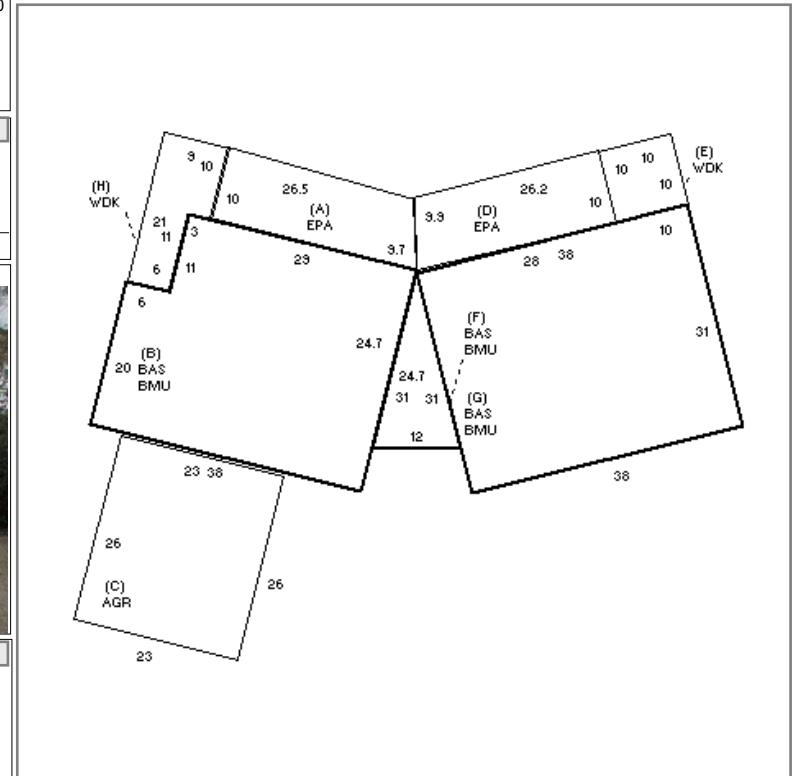 9
10
10
26.5
(A)
EPA
9.7
26.2
9.9
(D)
EPA
10
10
10
10
(E)
WDK
(H)
WDK
21
11
6
3
11
29
28 38
10
6
20
(B)
BAS
BMU
24.7
24.7
31 31
12
(F)
BAS
BMU
(G)
BAS
BMU
31
38
23 38
26
26
(C)
AGR
23